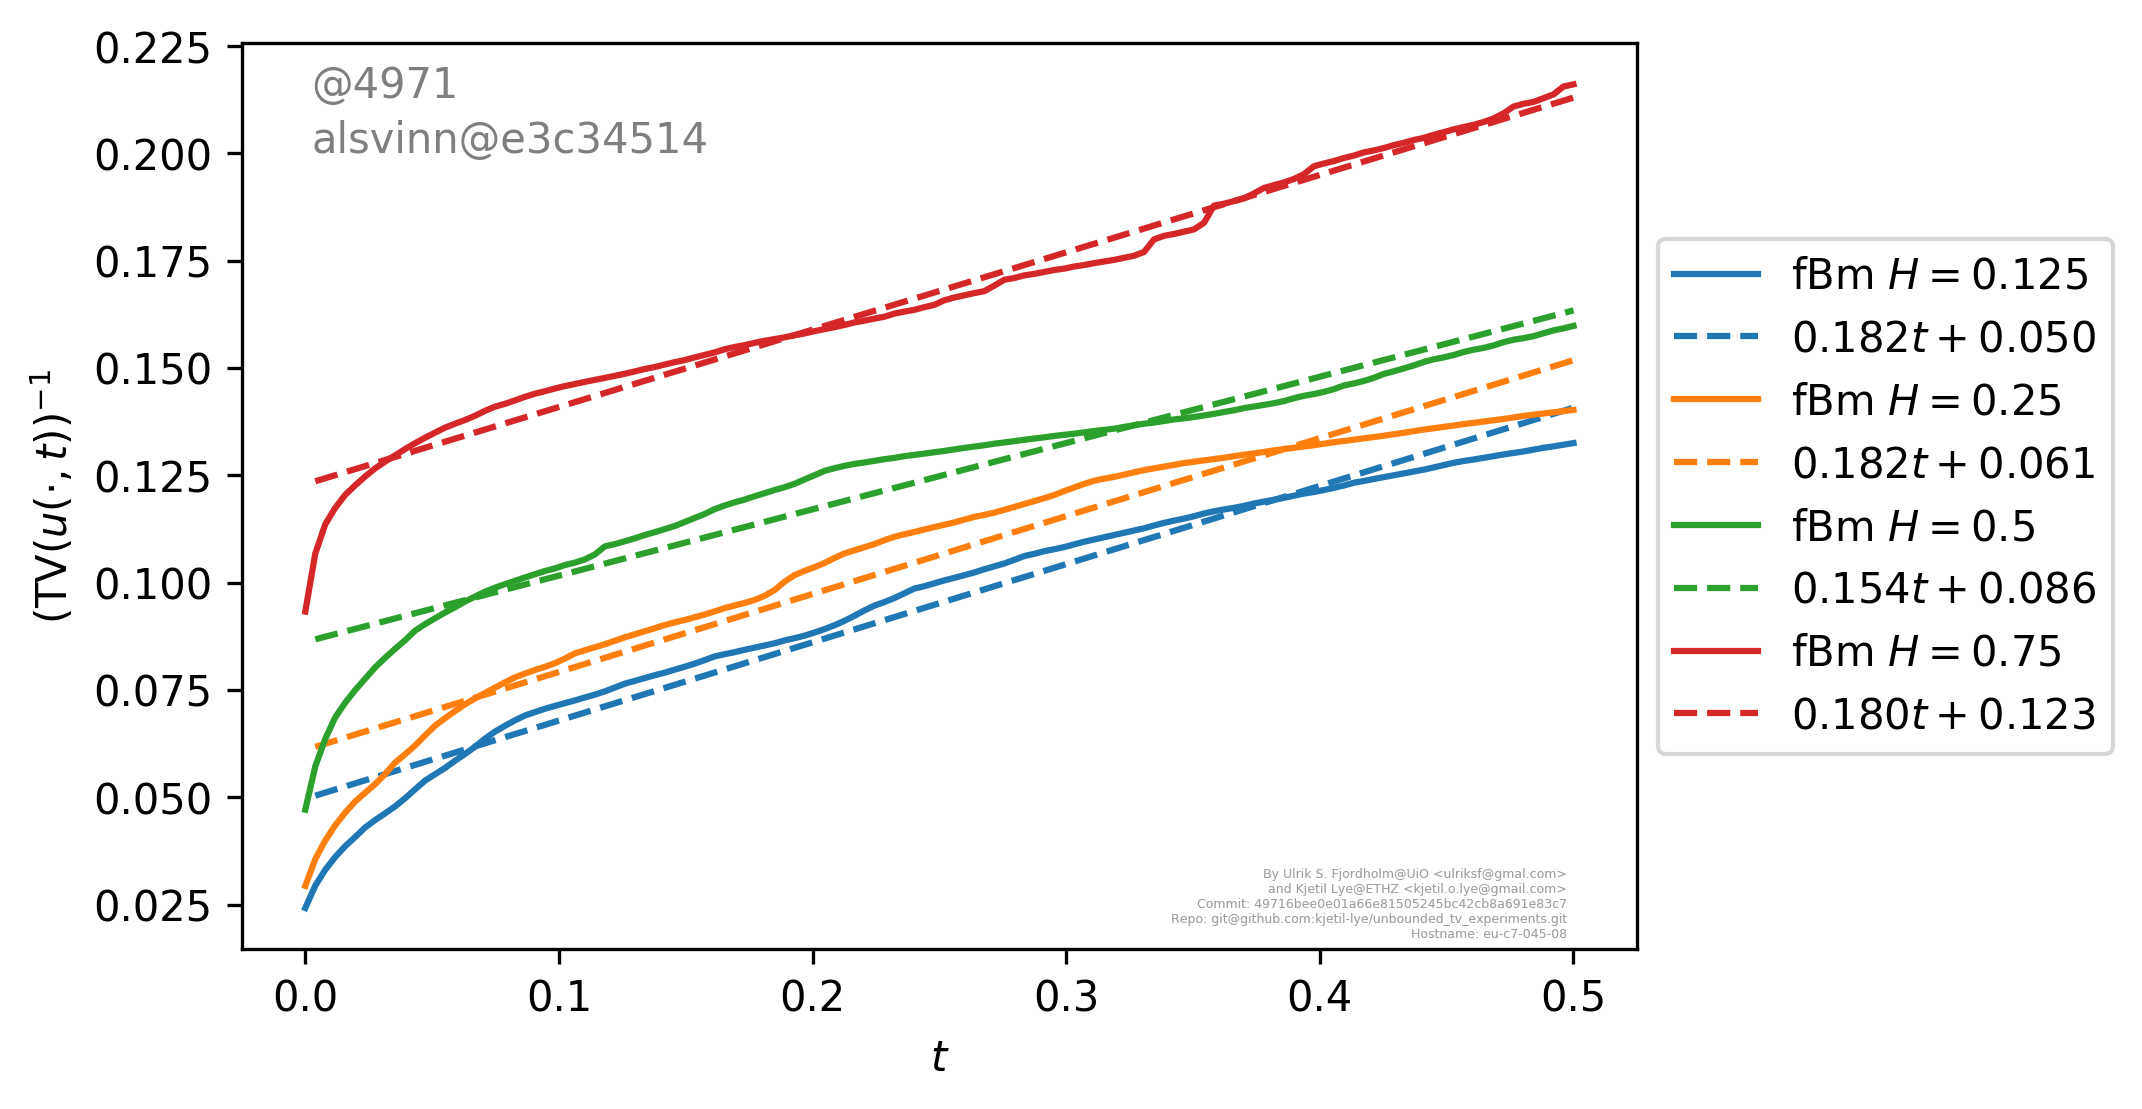 @4971
alsvinn@e3c34514
0.225
0.200
0.175
0.150
0.125
0.100
0.075
0.050
0.025
(TV(u(·,t))⁻¹
0.0 0.1 0.2 0.3 0.4 0.5
t
fBm H = 0.125
0.182t + 0.050
fBm H = 0.25
0.182t + 0.061
fBm H = 0.5
0.154t + 0.086
fBm H = 0.75
0.180t + 0.123
By Ulrik S. Fjordholm@UiO <ulriksf@gmal.com>
and Kjetil Lye@ETHZ <kjetil.o.lye@gmail.com>
Commit: 49716bee0e01a66e81505245bc42cb8a691e83c7
Repo: git@github.com:kjetil-lye/unbounded_tv_experiments.git
Hostname: eu-c7-045-08